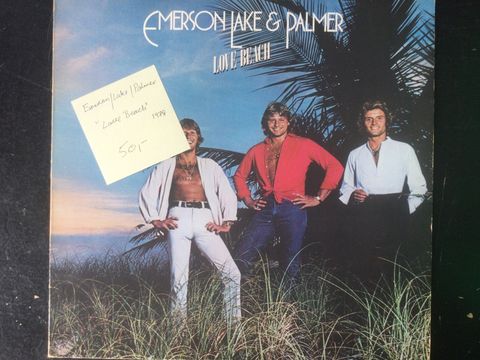 EMERSON LAKE & PALMER
LOVE BEACH
Emerson/Lake/Palmer
"Love Beach" 1978
50,-